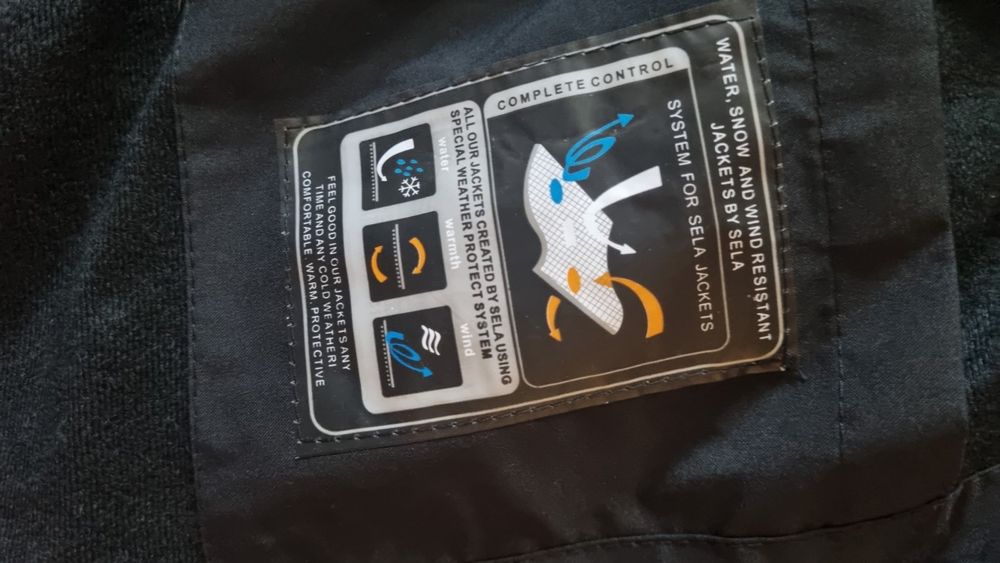 WATER, SNOW AND WIND RESISTANT
JACKETS BY SELA
SYSTEM FOR SELA JACKETS
COMPLETE CONTROL
ALL OUR JACKETS CREATED BY SELA USING
SPECIAL WEATHER PROTECT SYSTEM
water
warmth
wind
FEEL GOOD IN OUR JACKETS ANY
TIME AND ANY COLD WEATHER!
COMFORTABLE. WARM. PROTECTIVE